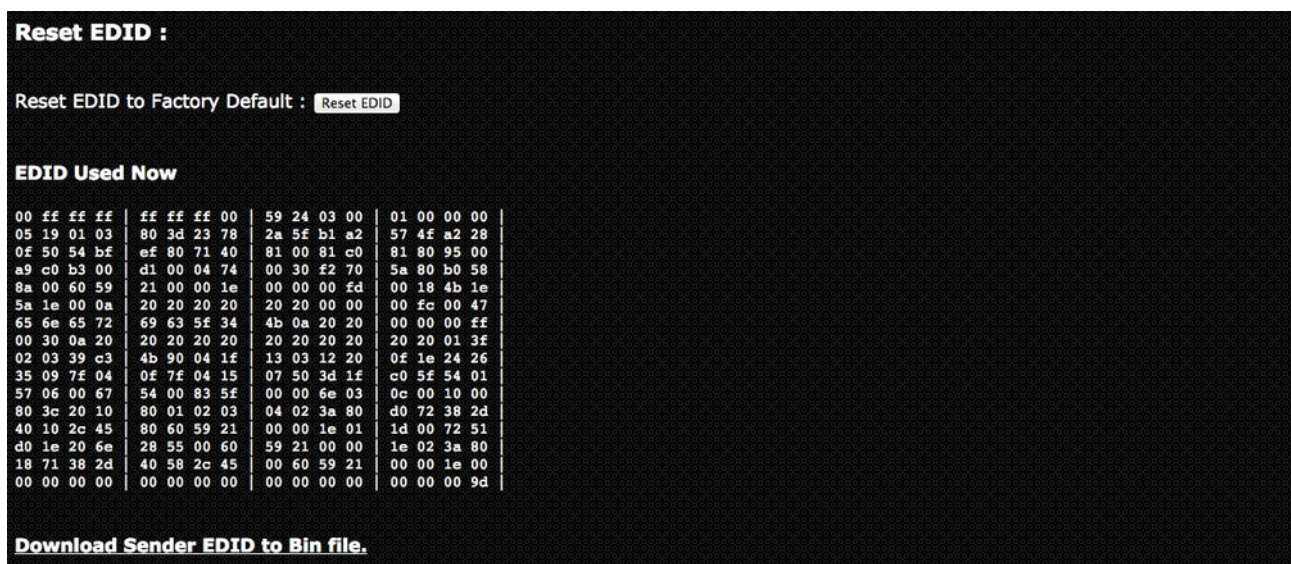 Reset EDID :
Reset EDID to Factory Default : Reset EDID
EDID Used Now
00 ff ff ff | ff ff ff 00 | 59 24 03 00 | 01 00 00 00 |
05 19 01 03 | 80 3d 23 78 | 2a 5f b1 a2 | 57 4f a2 28 |
0f 50 54 bf | ef 80 71 40 | 81 00 81 c0 | 81 80 95 00 |
a9 c0 b3 00 | d1 00 04 74 | 00 30 f2 70 | 5a 80 b0 58 |
8a 00 60 59 | 21 00 00 1e | 00 00 00 fd | 00 18 4b 1e |
5a 1e 00 0a | 20 20 20 20 | 20 20 00 00 | 00 fc 00 47 |
65 6e 65 72 | 69 63 5f 34 | 4b 0a 20 20 | 00 00 00 ff |
00 30 0a 20 | 20 20 20 20 | 20 20 20 20 | 20 20 01 3f |
02 03 39 c3 | 4b 90 04 1f | 13 03 12 20 | 0f 1e 24 26 |
35 09 7f 04 | 0f 7f 04 15 | 07 50 3d 1f | c0 5f 54 01 |
57 06 00 67 | 54 00 83 5f | 00 00 6e 03 | 0c 00 10 00 |
80 3c 20 10 | 80 01 02 03 | 04 02 3a 80 | d0 72 38 2d |
40 10 2c 45 | 80 60 59 21 | 00 00 1e 01 | 1d 00 72 51 |
d0 1e 20 6e | 28 55 00 60 | 59 21 00 00 | 1e 02 3a 80 |
18 71 38 2d | 40 58 2c 45 | 00 60 59 21 | 00 00 1e 00 |
00 00 00 00 | 00 00 00 00 | 00 00 00 00 | 00 00 00 9d |
Download Sender EDID to Bin file.